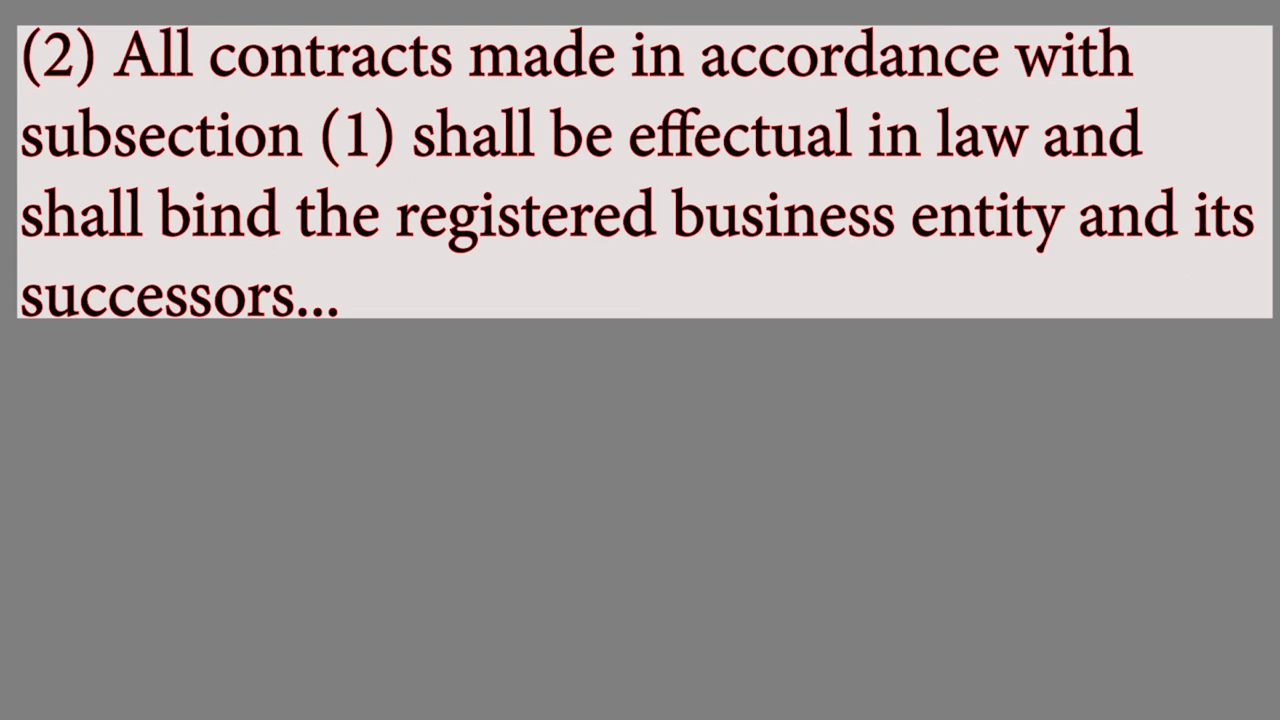 (2) All contracts made in accordance with
subsection (1) shall be effectual in law and
shall bind the registered business entity and its
successors...